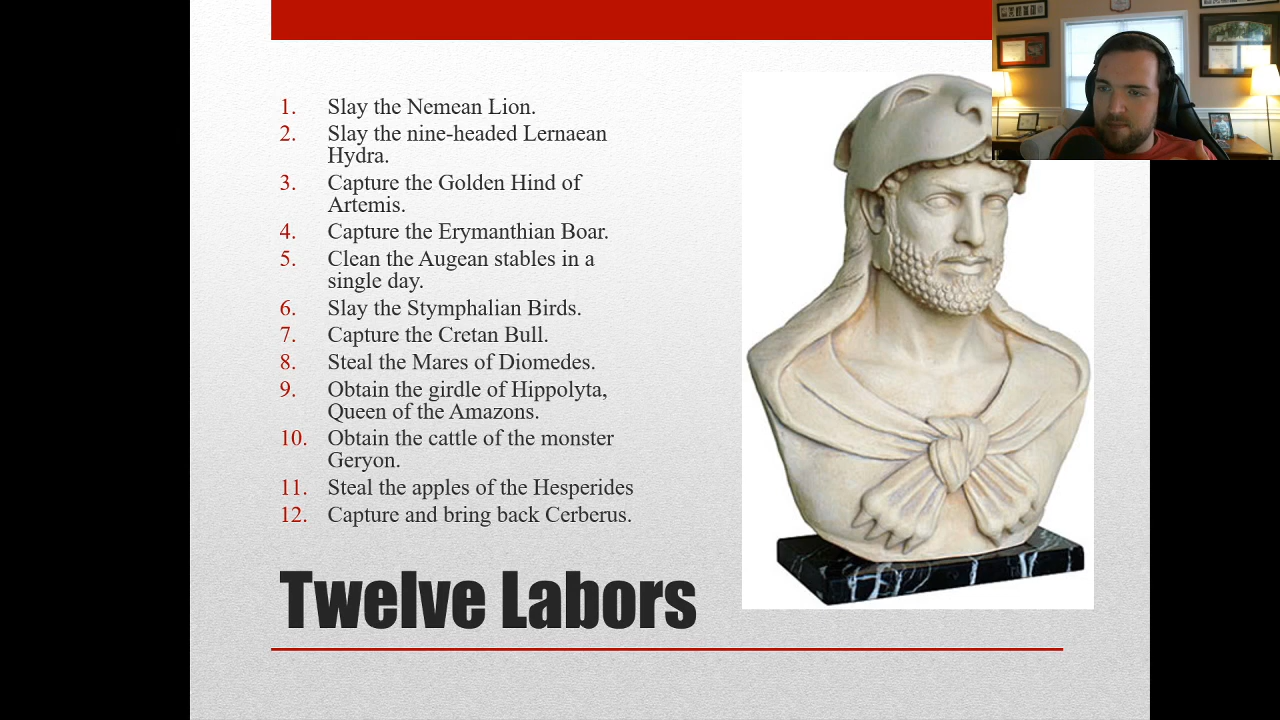 1. Slay the Nemean Lion.
2. Slay the nine-headed Lernaean
Hydra.
3. Capture the Golden Hind of
Artemis.
4. Capture the Erymanthian Boar.
5. Clean the Augean stables in a
single day.
6. Slay the Stymphalian Birds.
7. Capture the Cretan Bull.
8. Steal the Mares of Diomedes.
9. Obtain the girdle of Hippolyta,
Queen of the Amazons.
10. Obtain the cattle of the monster
Geryon.
11. Steal the apples of the Hesperides
12. Capture and bring back Cerberus.
Twelve Labors